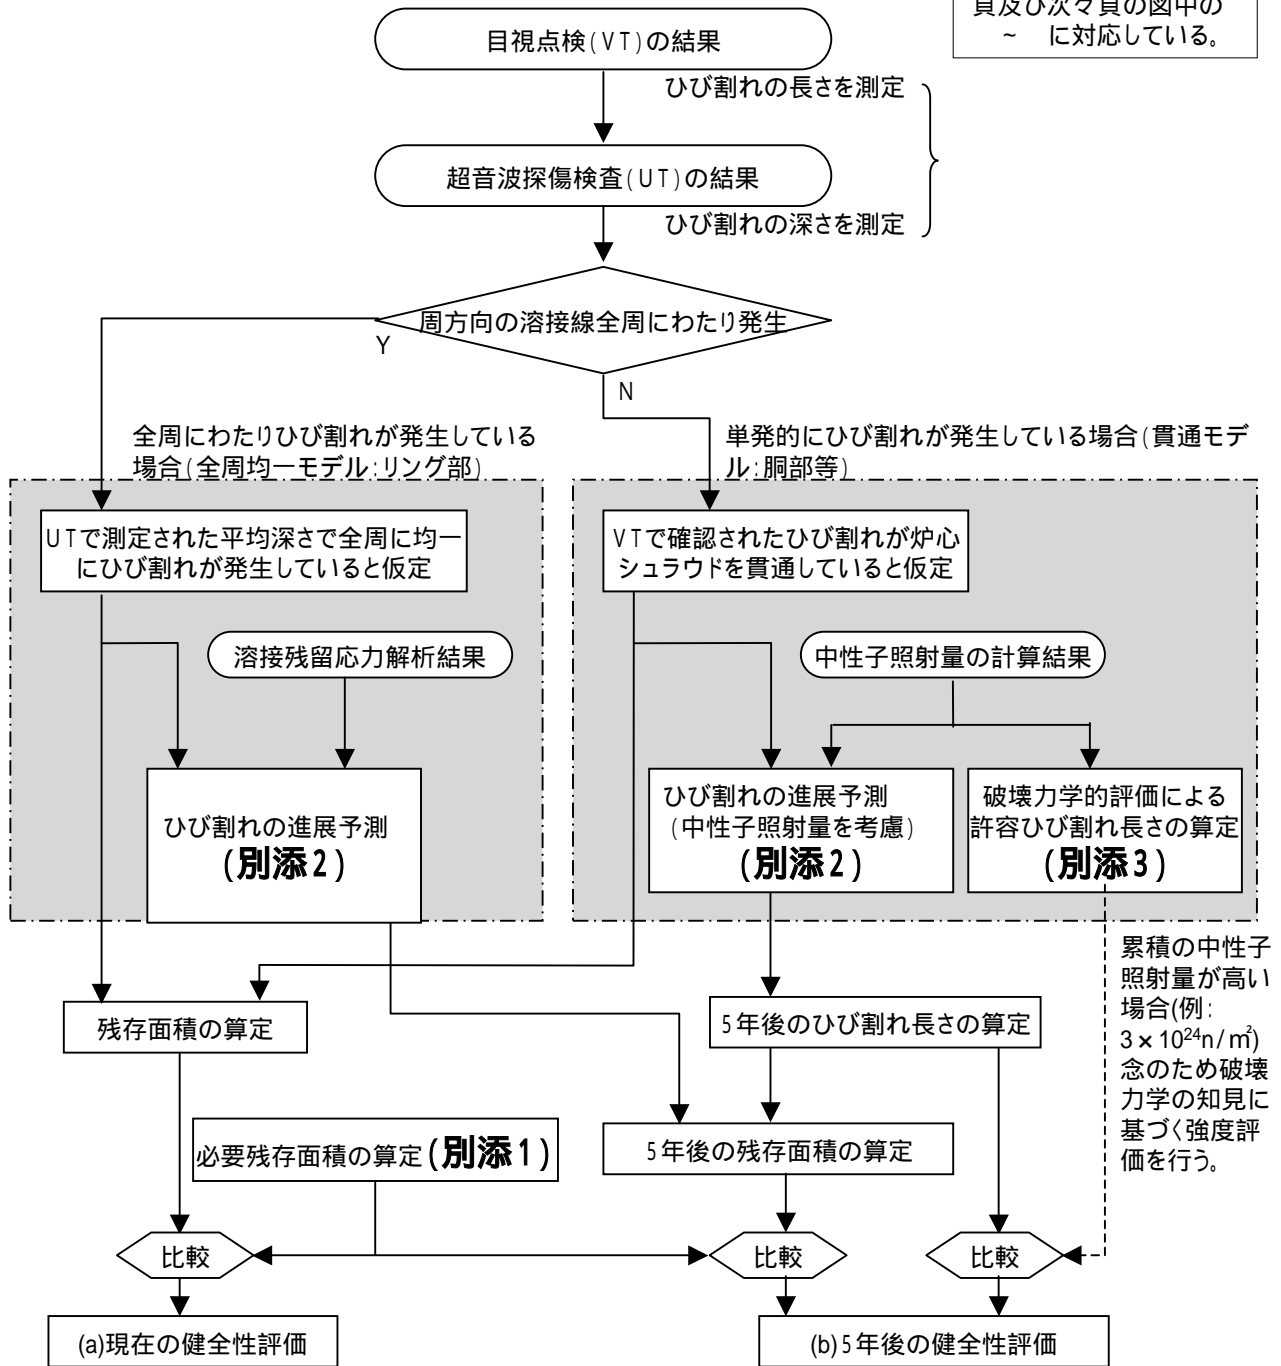 頁及び次々頁の図中の
~ に対応している。
目視点検(VT)の結果
ひび割れの長さを測定
超音波探傷検査(UT)の結果
ひび割れの深さを測定
周方向の溶接線全周にわたり発生
Y
N
全周にわたりひび割れが発生している
場合(全周均一モデル:リング部)
単発的にひび割れが発生している場合(貫通モデ
ル:胴部等)
UTで測定された平均深さで全周に均一
にひび割れが発生していると仮定
VTで確認されたひび割れが炉心
シュラウドを貫通していると仮定
溶接残留応力解析結果
中性子照射量の計算結果
ひび割れの進展予測
(別添2)
ひび割れの進展予測
(中性子照射量を考慮)
(別添2)
破壊力学的評価による
許容ひび割れ長さの算定
(別添3)
累積の中性子
照射量が高い
場合(例:
3×10²⁴n/㎡)
念のため破壊
力学の知見に
基づく強度評
価を行う。
残存面積の算定
5年後のひび割れ長さの算定
必要残存面積の算定(別添1)
5年後の残存面積の算定
比較
比較
比較
(a)現在の健全性評価
(b)5年後の健全性評価